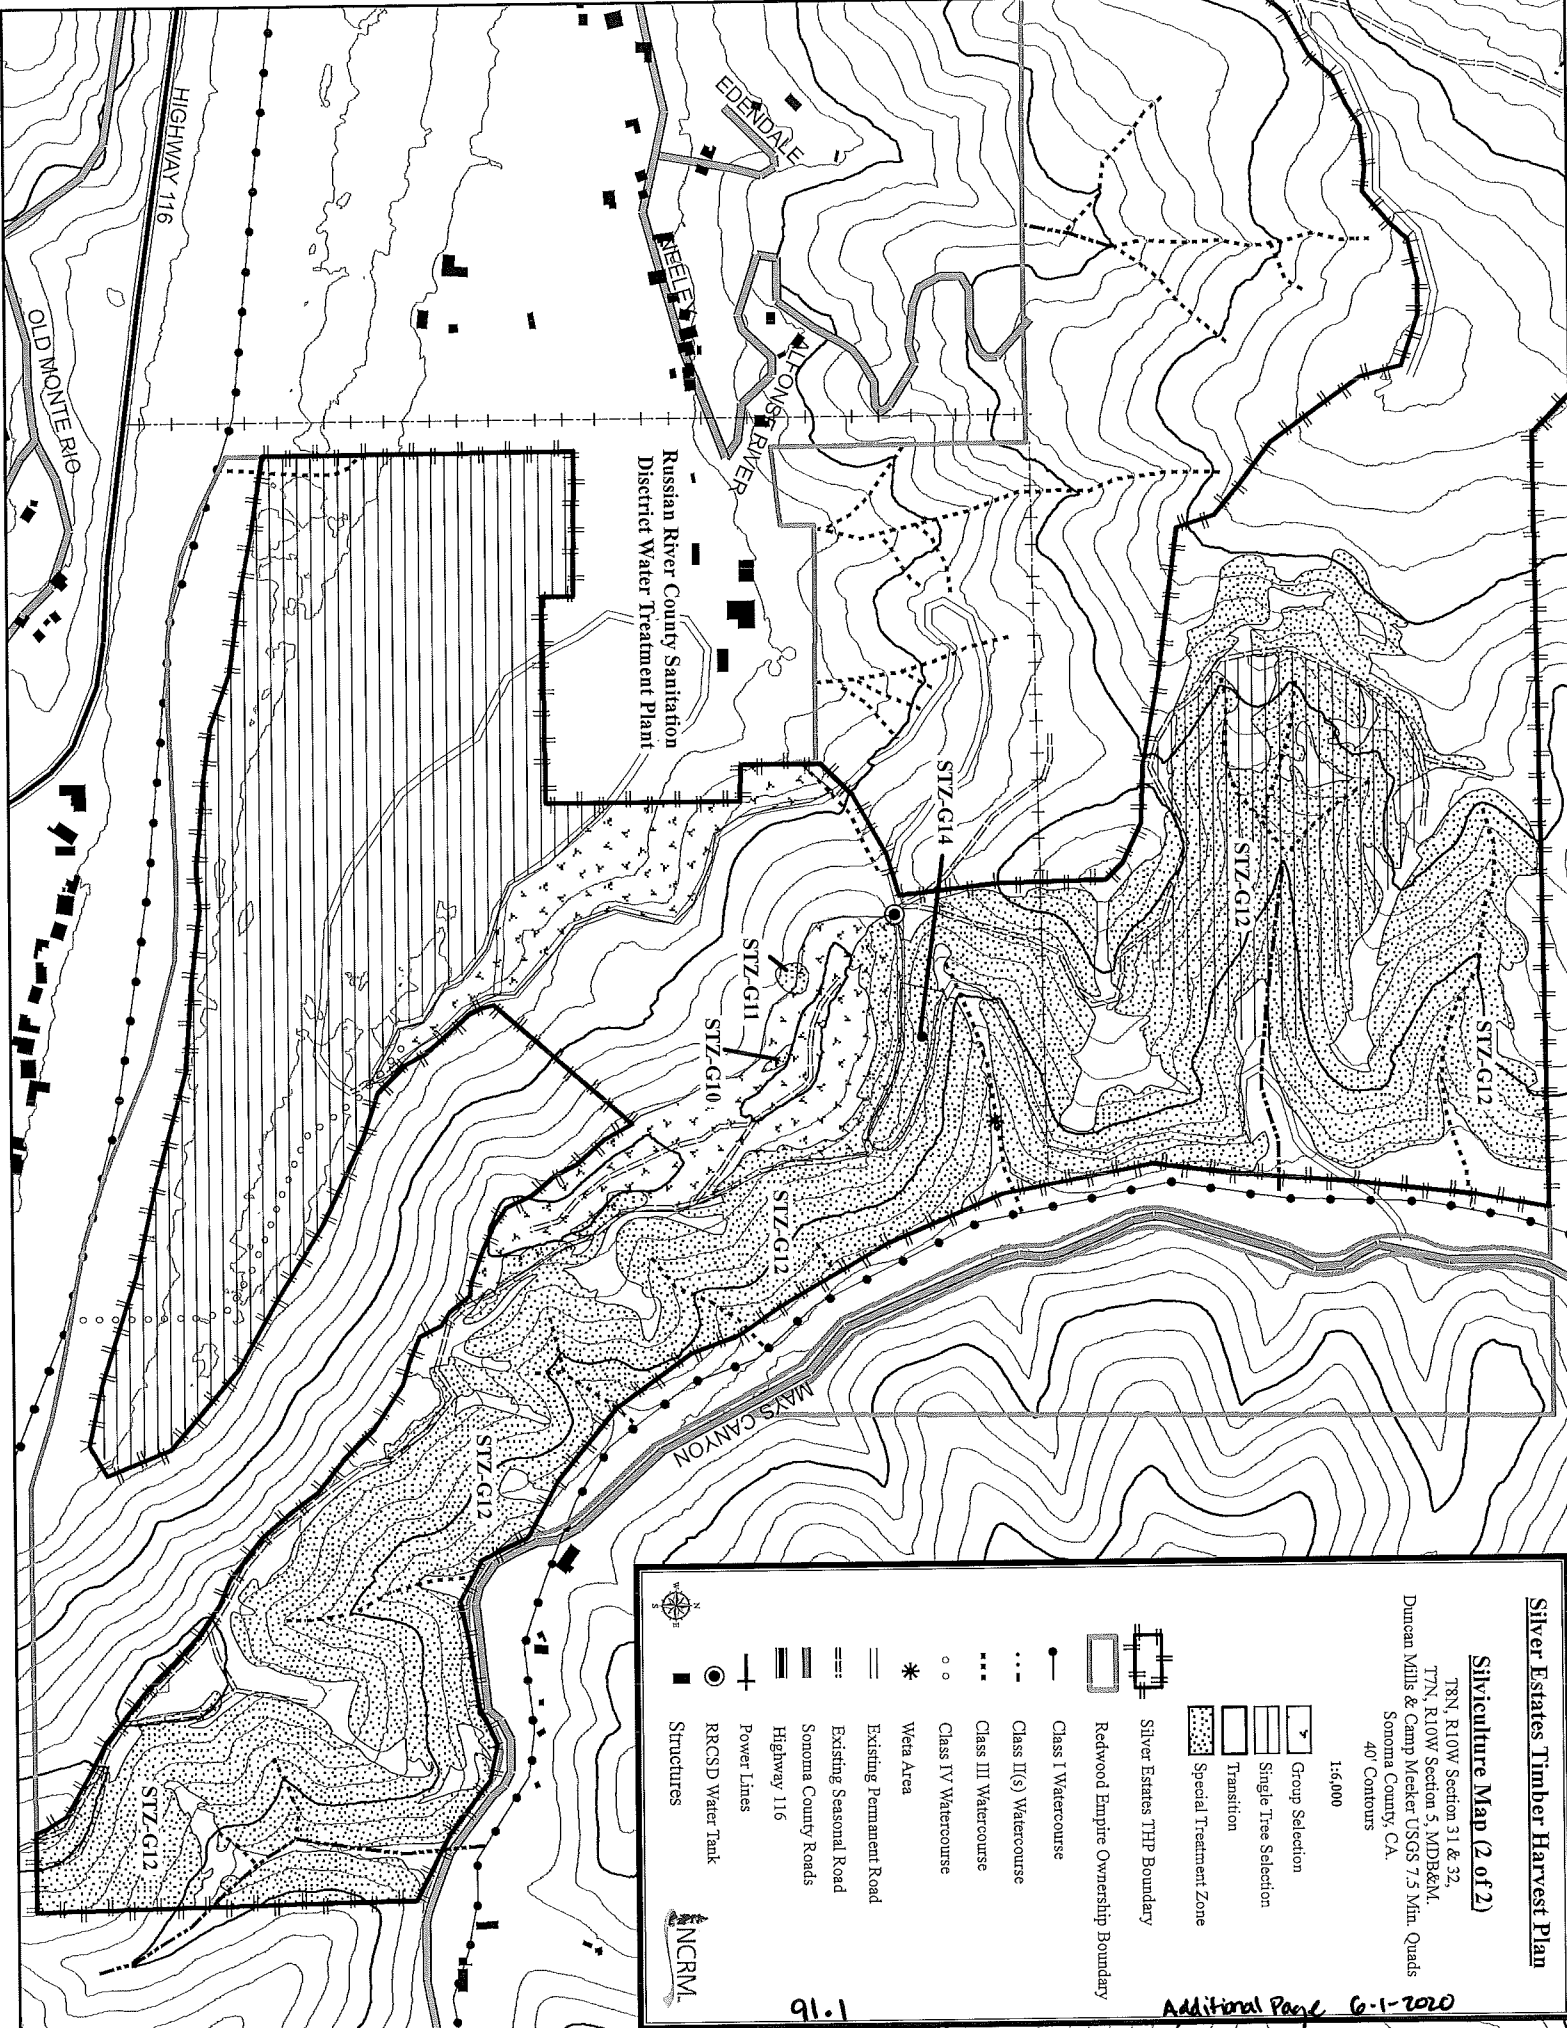 Silver Estates Timber Harvest Plan
Silviculture Map (2 of 2)
T8N, R10W Section 31 & 32,
T7N, R10W Section 5, MDB&M.
Duncan Mills & Camp Meeker USGS 7.5 Min. Quads
Sonoma County, CA.
40' Contours
1:6,000
Group Selection
Single Tree Selection
Transition
Special Treatment Zone
Silver Estates THP Boundary
Redwood Empire Ownership Boundary
Class I Watercourse
Class II(s) Watercourse
Class III Watercourse
Class IV Watercourse
Weta Area
Existing Permanent Road
Existing Seasonal Road
Sonoma County Roads
Highway 116
Power Lines
RRCSD Water Tank
Structures
N
E
S
W
NCRM
Additional Page 6-1-2020
91.1
HIGHWAY 116
OLD MONTE RIO
EDENDALE
NEELEY
ALFONSE RIVER
Russian River County Sanitation
Disctrict Water Treatment Plant
STZ-G14
STZ-G12
STZ-G12
STZ-G11
STZ-G10
STZ-G12
MAYS CANYON
STZ-G12
STZ-G12